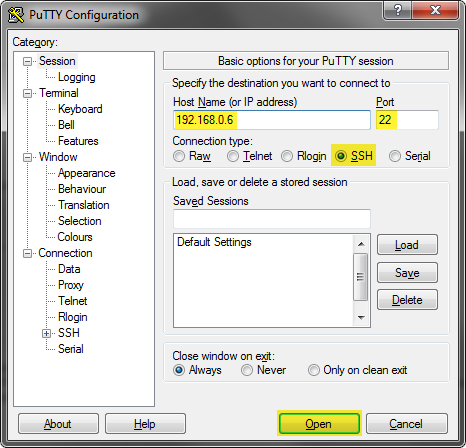 PuTTY Configuration
Category:
Session
Logging
Terminal
Keyboard
Bell
Features
Window
Appearance
Behaviour
Translation
Selection
Colours
Connection
Data
Proxy
Telnet
Rlogin
SSH
Serial
Basic options for your PuTTY session
Specify the destination you want to connect to
Host Name (or IP address) Port
192.168.0.6 22
Connection type:
Raw Telnet Rlogin SSH Serial
Load, save or delete a stored session
Saved Sessions
Default Settings
Load
Save
Delete
Close window on exit:
Always Never Only on clean exit
About Help Open Cancel